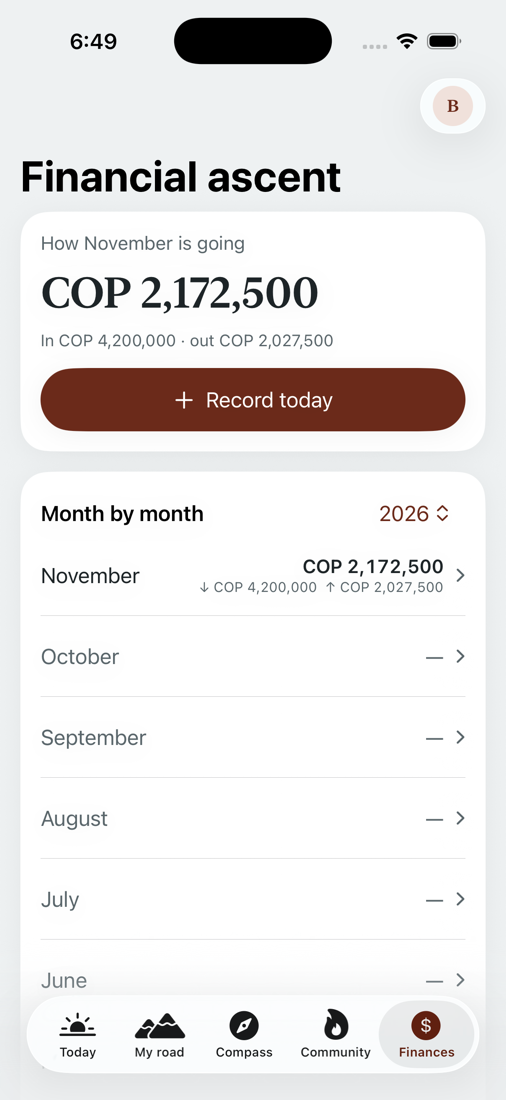 6:49
B
Financial ascent
How November is going
COP 2,172,500
In COP 4,200,000 · out COP 2,027,500
+ Record today
Month by month
2026
November
COP 2,172,500
↓ COP 4,200,000 ↑ COP 2,027,500
October
—
September
—
August
—
July
—
June
—
$
Today
My road
Compass
Community
Finances